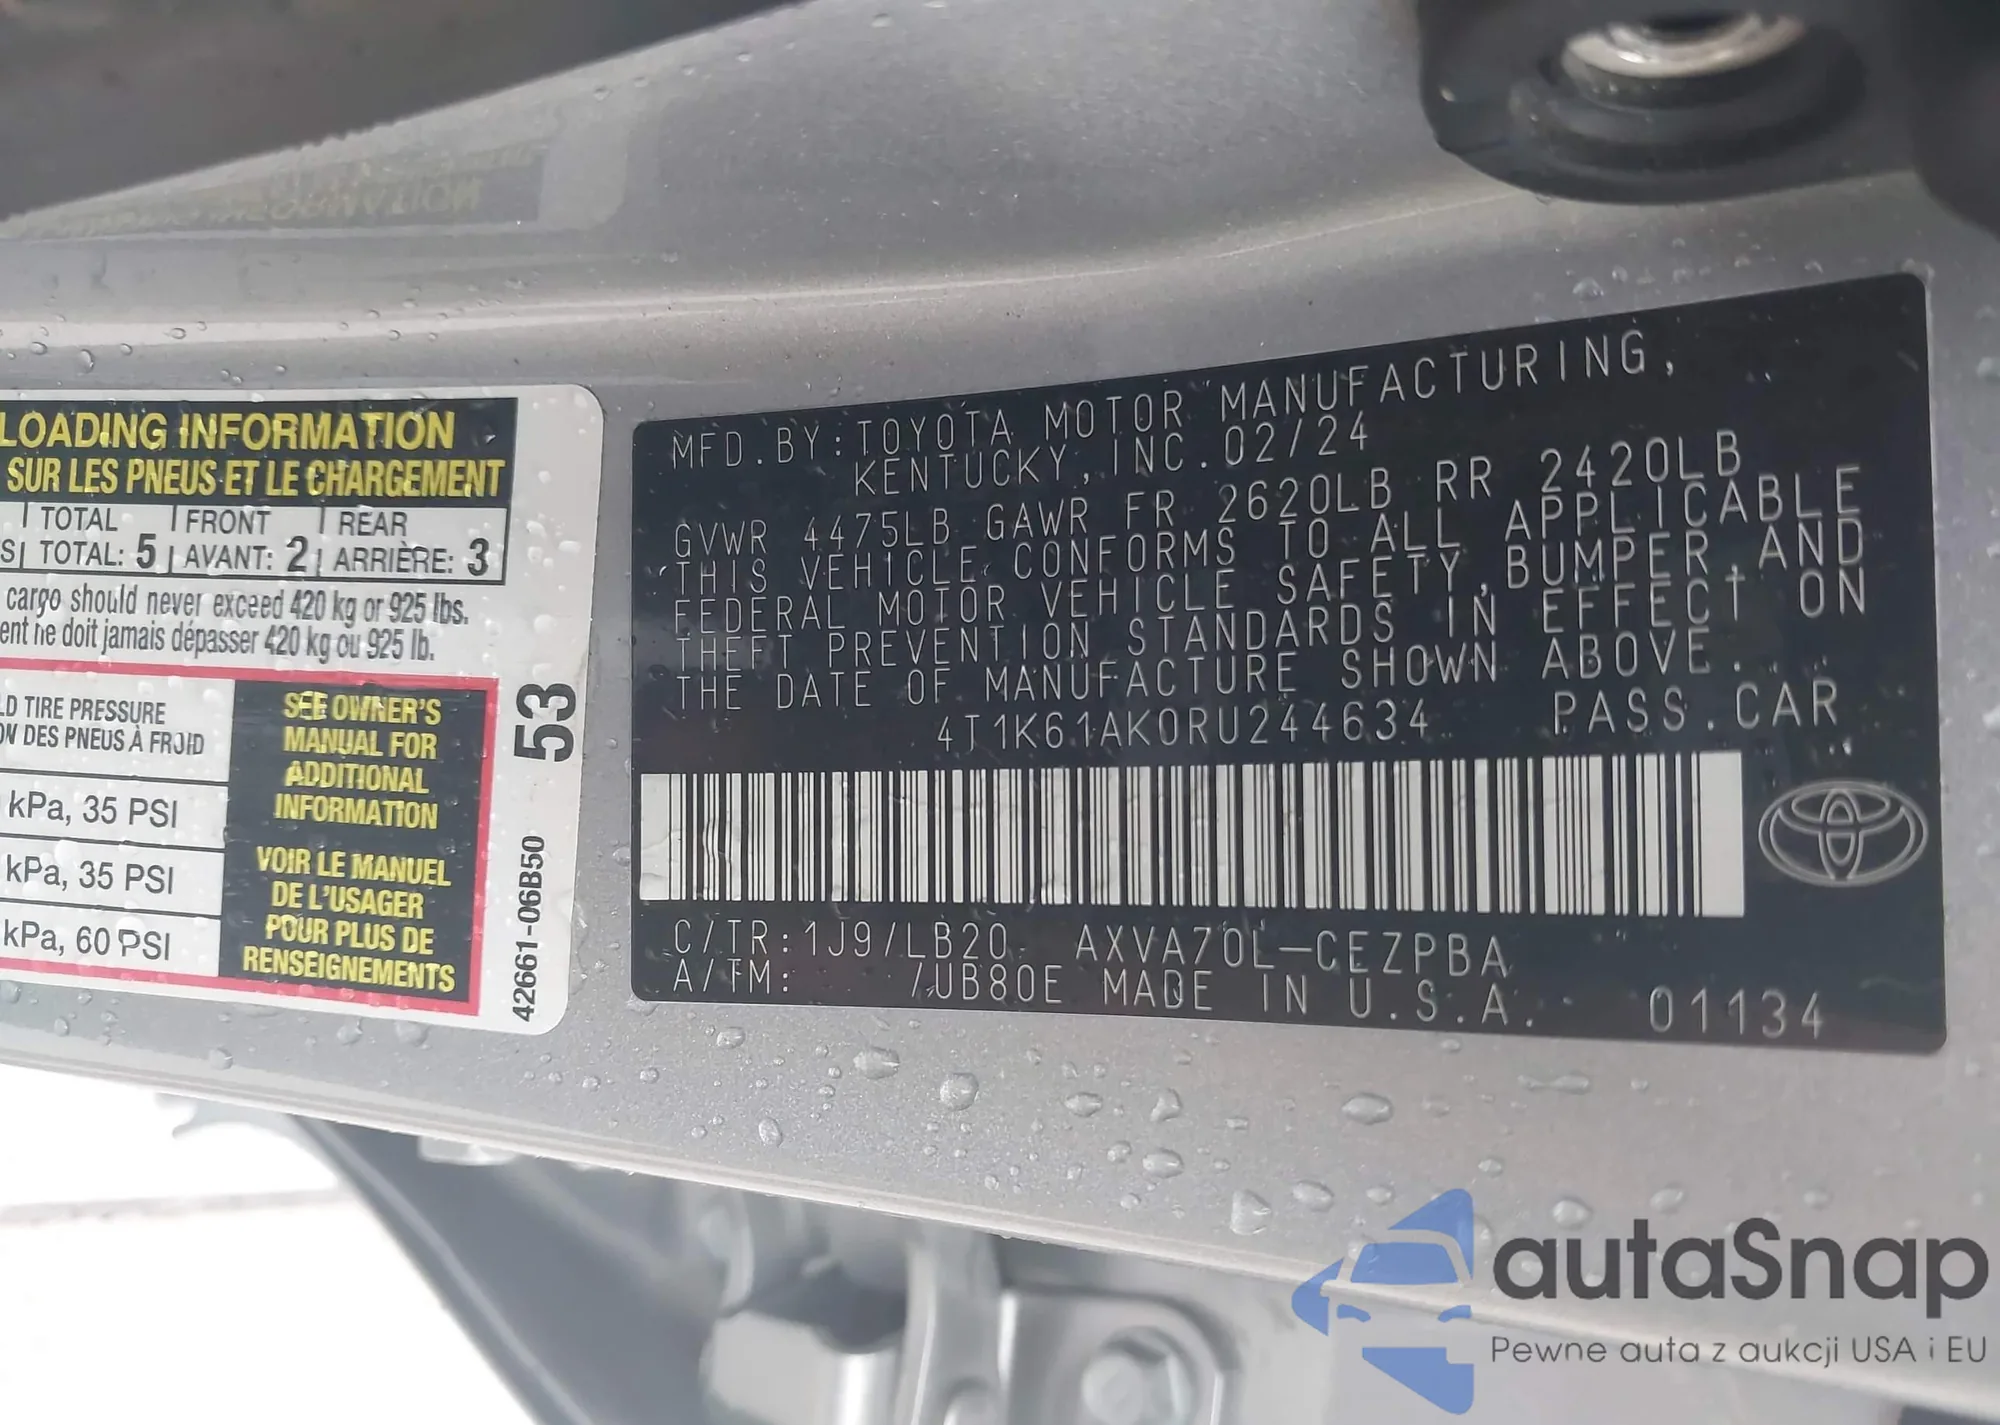 LOADING INFORMATION
SUR LES PNEUS ET LE CHARGEMENT
TOTAL FRONT REAR
TOTAL: 5 AVANT: 2 ARRIÈRE: 3
cargo should never exceed 420 kg or 925 lbs.
ne doit jamais dépasser 420 kg ou 925 lb.
TIRE PRESSURE
DES PNEUS À FROID
kPa, 35 PSI
kPa, 35 PSI
kPa, 60 PSI
SEE OWNER'S
MANUAL FOR
ADDITIONAL
INFORMATION
VOIR LE MANUEL
DE L'USAGER
POUR PLUS DE
RENSEIGNEMENTS
53
42661-06B50
MFD. BY: TOYOTA MOTOR MANUFACTURING,
KENTUCKY, INC. 02/24
GVWR 4475LB GAWR FR 2620LB RR 2420LB
THIS VEHICLE CONFORMS TO ALL APPLICABLE
FEDERAL MOTOR VEHICLE SAFETY, BUMPER, AND
THEFT PREVENTION STANDARDS IN EFFECT ON
THE DATE OF MANUFACTURE SHOWN ABOVE.
4T1K61AK0RU244634 PASS. CAR
C/TR: 1J9/LB20 AXVA70L-CEZPBA
A/TM: /UB80E MADE IN U.S.A. 01134
autaSnap
Pewne auta z aukcji USA i EU